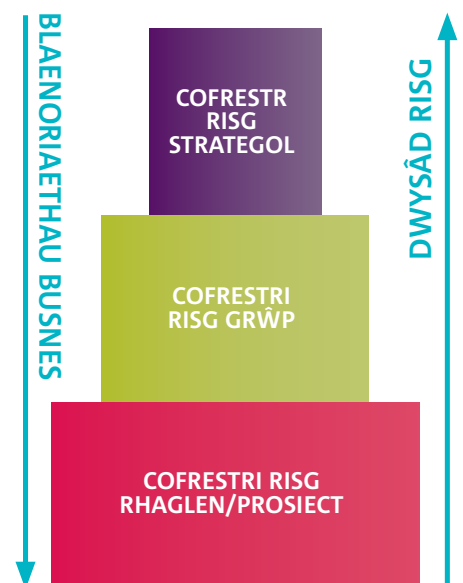 BLAENORIAETHAU BUSNES
COFRESTR
RISG
STRATEGOL
COFRESTRI
RISG GRŴP
COFRESTRI RISG
RHAGLEN/PROSIECT
DWYSÂD RISG